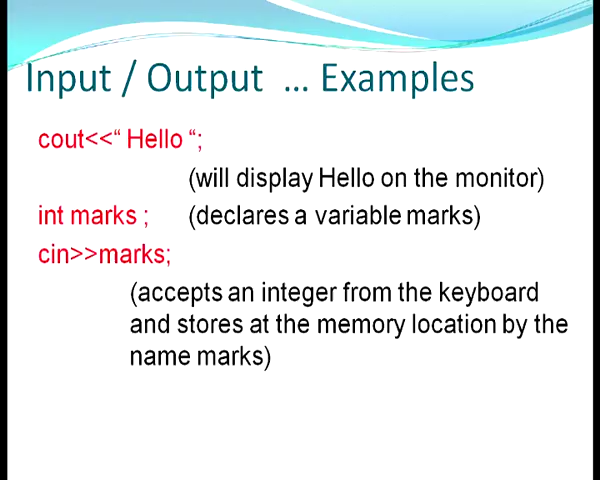 Input / Output ... Examples
cout<<“ Hello “;
(will display Hello on the monitor)
int marks ; (declares a variable marks)
cin>>marks;
(accepts an integer from the keyboard
and stores at the memory location by the
name marks)